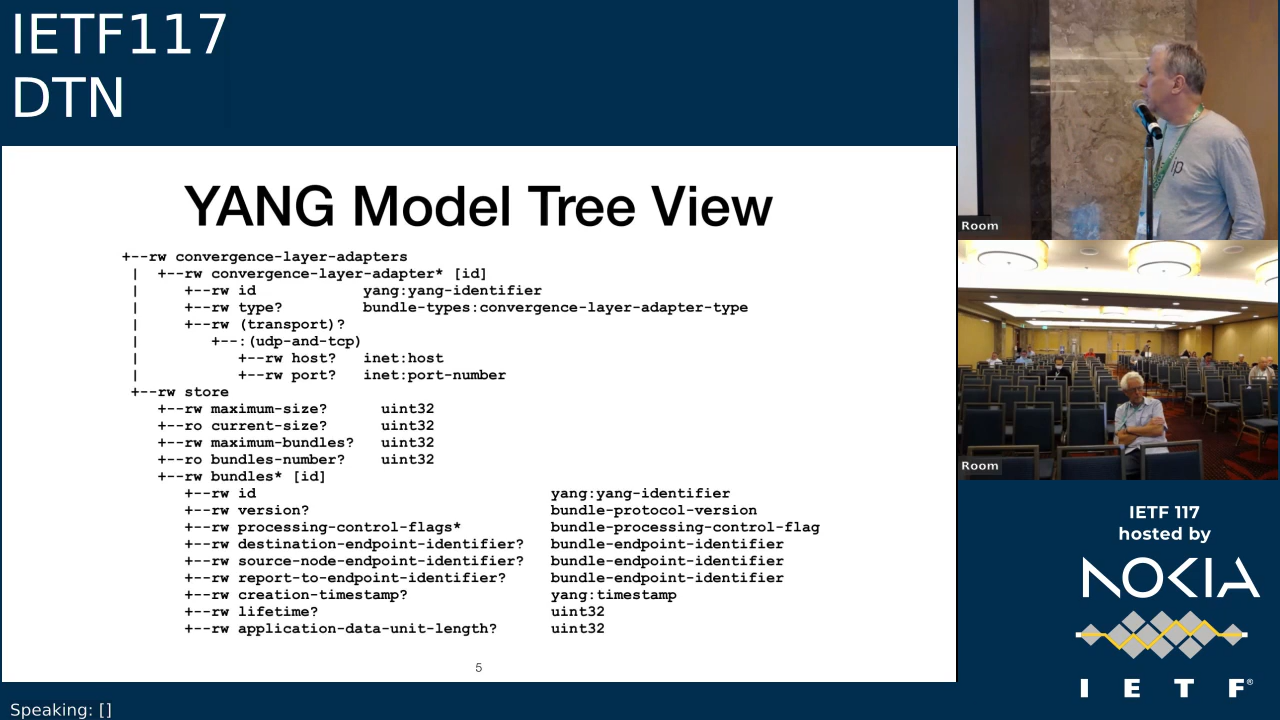 IETF117
DTN
YANG Model Tree View
+--rw convergence-layer-adapters
|  +--rw convergence-layer-adapter* [id]
|     +--rw id            yang:yang-identifier
|     +--rw type?         bundle-types:convergence-layer-adapter-type
|     +--rw (transport)?
|        +--:(udp-and-tcp)
|           +--rw host?   inet:host
|           +--rw port?   inet:port-number
+--rw store
+--rw maximum-size?      uint32
+--ro current-size?      uint32
+--rw maximum-bundles?   uint32
+--ro bundles-number?    uint32
+--rw bundles* [id]
+--rw id                                 yang:yang-identifier
+--rw version?                           bundle-protocol-version
+--rw processing-control-flags*          bundle-processing-control-flag
+--rw destination-endpoint-identifier?   bundle-endpoint-identifier
+--rw source-node-endpoint-identifier?   bundle-endpoint-identifier
+--rw report-to-endpoint-identifier?     bundle-endpoint-identifier
+--rw creation-timestamp?                yang:timestamp
+--rw lifetime?                          uint32
+--rw application-data-unit-length?      uint32
5
ip
Room
Room
IETF 117
hosted by
NOKIA
IETF®
Speaking: []